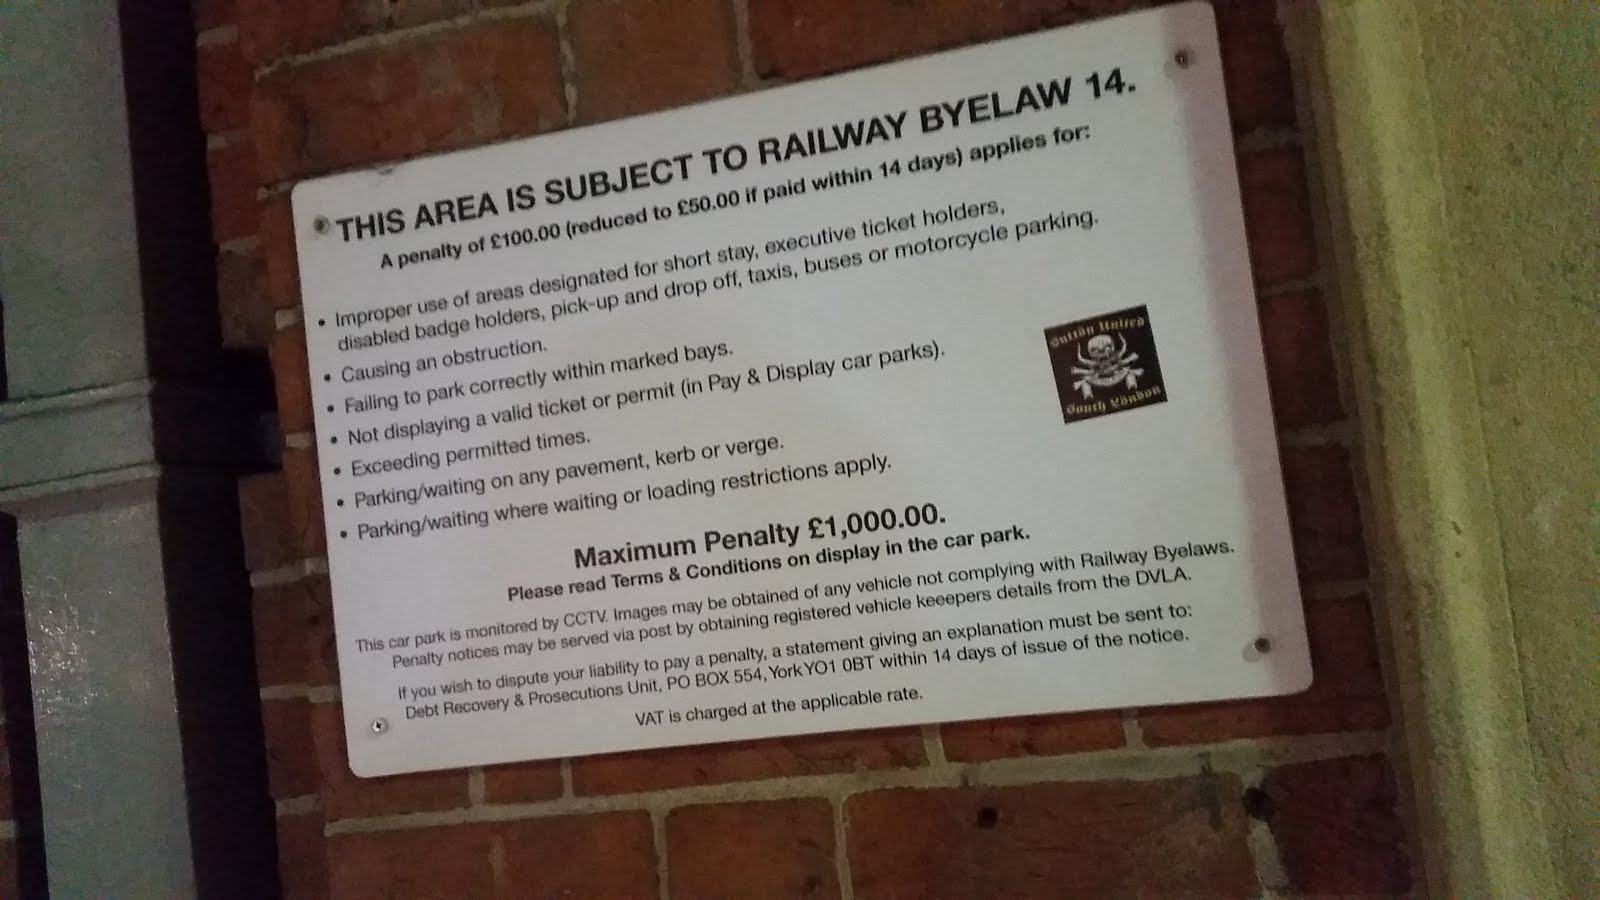 THIS AREA IS SUBJECT TO RAILWAY BYELAW 14.
A penalty of £100.00 (reduced to £50.00 if paid within 14 days) applies for:
• Improper use of areas designated for short stay, executive ticket holders,
disabled badge holders, pick-up and drop off, taxis, buses or motorcycle parking.
• Causing an obstruction.
• Failing to park correctly within marked bays.
• Not displaying a valid ticket or permit (in Pay & Display car parks).
• Exceeding permitted times.
• Parking/waiting on any pavement, kerb or verge.
• Parking/waiting where waiting or loading restrictions apply.
Sutton United
South London
Maximum Penalty £1,000.00.
Please read Terms & Conditions on display in the car park.
This car park is monitored by CCTV. Images may be obtained of any vehicle not complying with Railway Byelaws.
Penalty notices may be served via post by obtaining registered vehicle keeepers details from the DVLA.
If you wish to dispute your liability to pay a penalty, a statement giving an explanation must be sent to:
Debt Recovery & Prosecutions Unit, PO BOX 554, York YO1 0BT within 14 days of issue of the notice.
VAT is charged at the applicable rate.